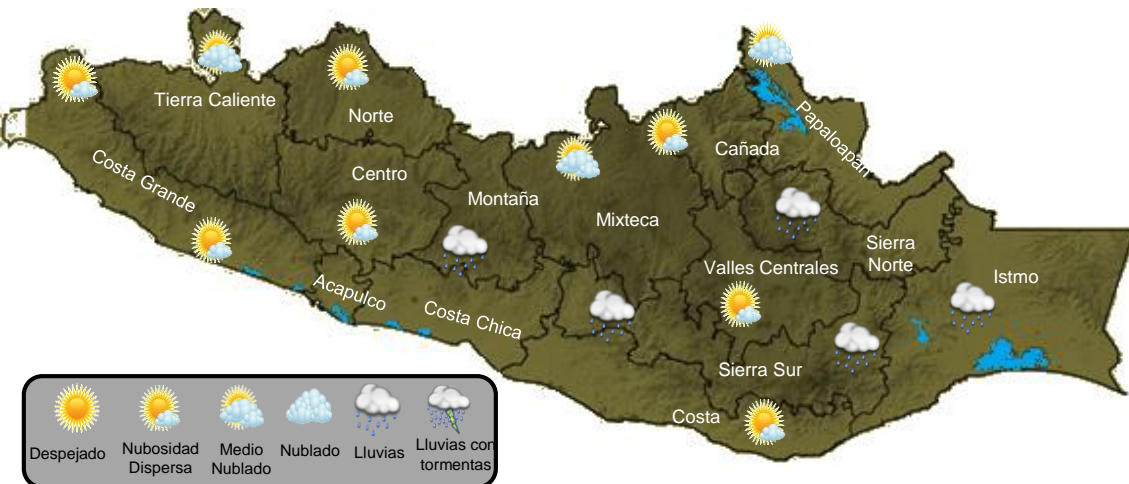 Tierra Caliente
Norte
Costa Grande
Centro
Montaña
Acapulco
Costa Chica
Mixteca
Cañada
Papaloapan
Sierra
Norte
Valles Centrales
Istmo
Sierra Sur
Costa
Despejado
Nubosidad
Dispersa
Medio
Nublado
Nublado
Lluvias
Lluvias con
tormentas